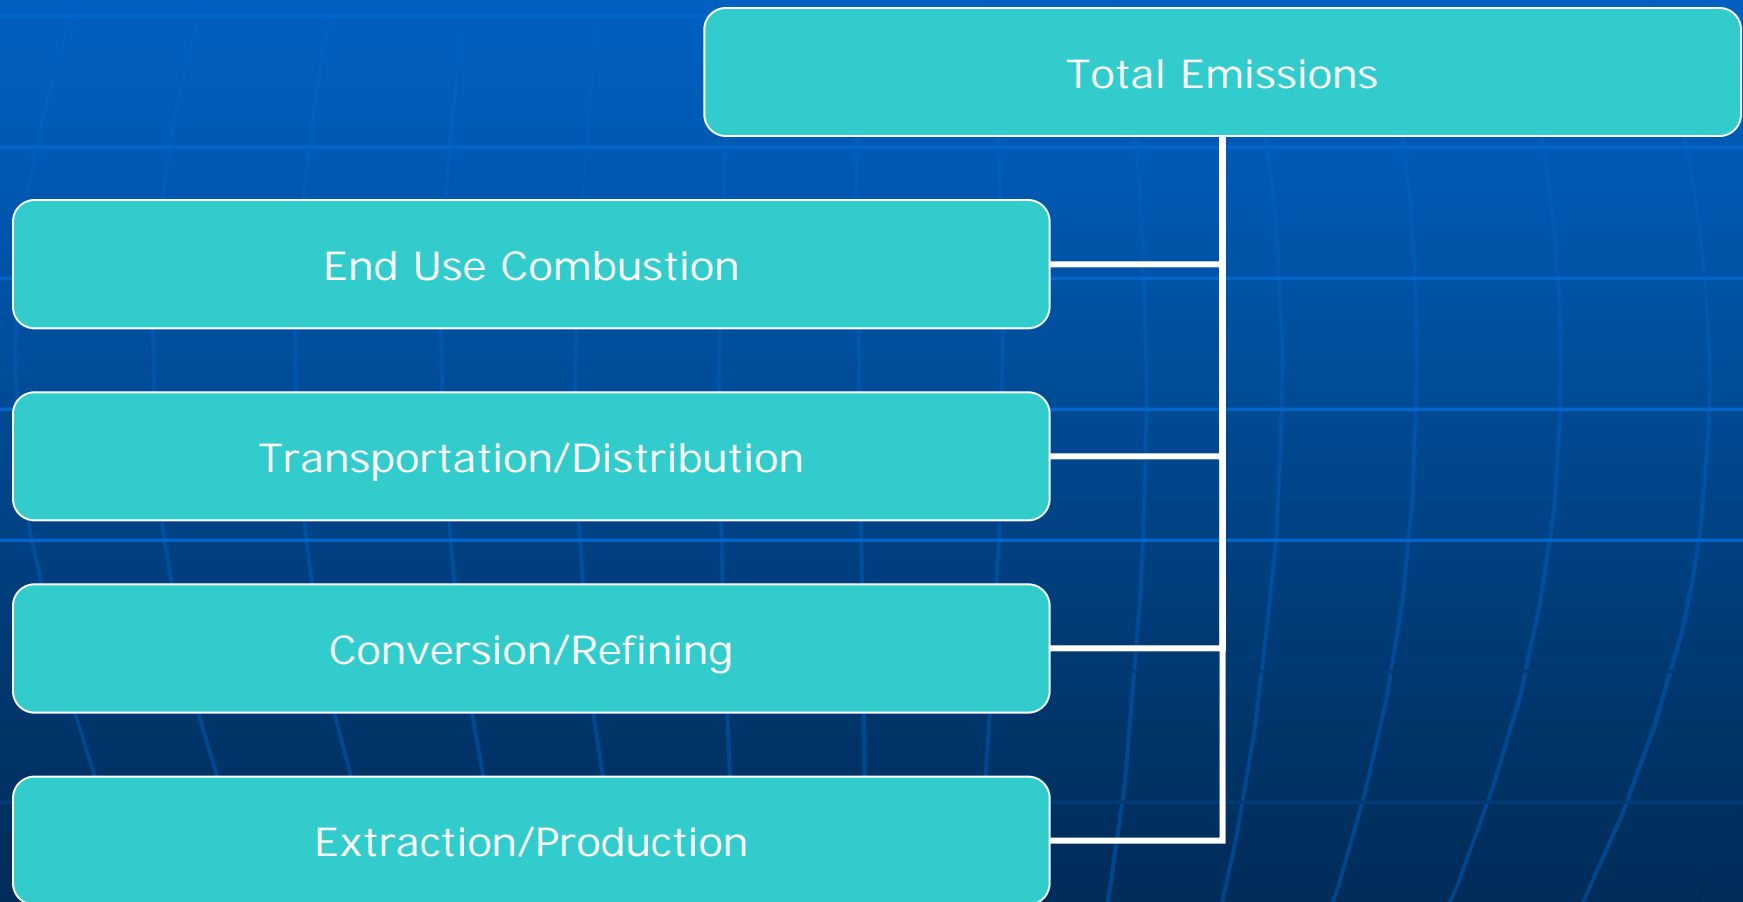 Total Emissions
End Use Combustion
Transportation/Distribution
Conversion/Refining
Extraction/Production